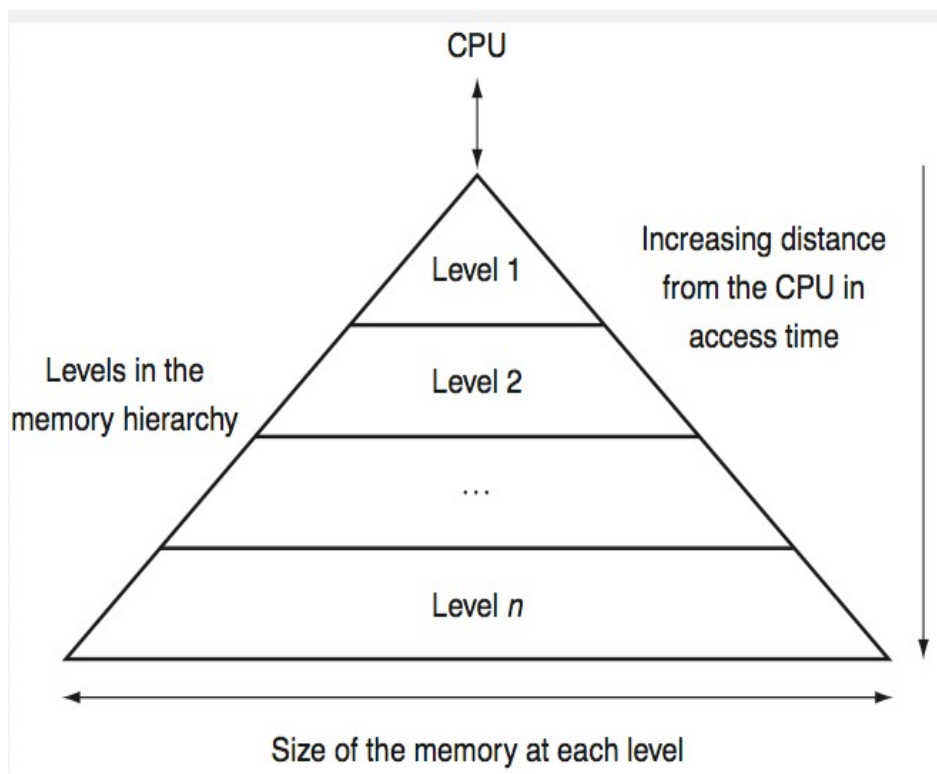 CPU
Level 1
Increasing distance
from the CPU in
access time
Levels in the
memory hierarchy
Level 2
...
Level n
Size of the memory at each level